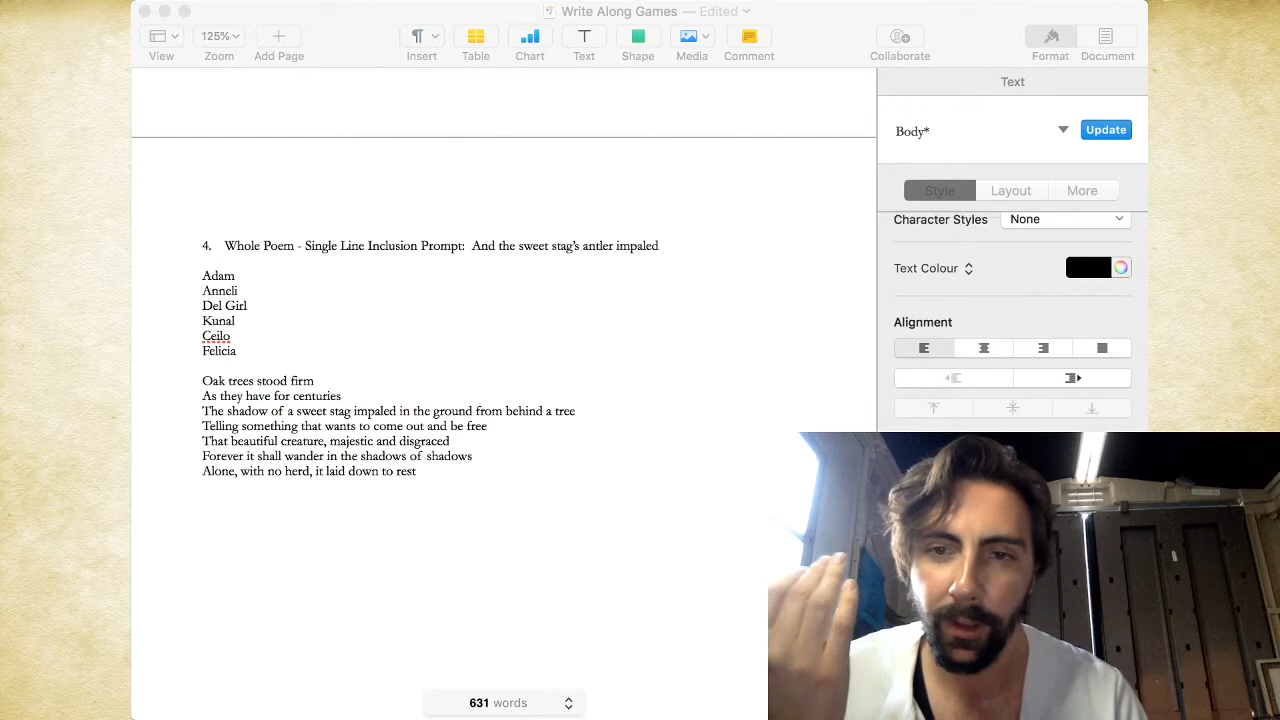 Write Along Games — Edited
125%
View
Zoom
Add Page
Insert
Table
Chart
Text
Shape
Media
Comment
Collaborate
Format
Document
Text
Body*
Update
Style
Layout
More
Character Styles
None
Text Colour
Alignment
4. Whole Poem - Single Line Inclusion Prompt: And the sweet stag's antler impaled
Adam
Anneli
Del Girl
Kunal
Ceilo
Felicia
Oak trees stood firm
As they have for centuries
The shadow of a sweet stag impaled in the ground from behind a tree
Telling something that wants to come out and be free
That beautiful creature, majestic and disgraced
Forever it shall wander in the shadows of shadows
Alone, with no herd, it laid down to rest
631 words